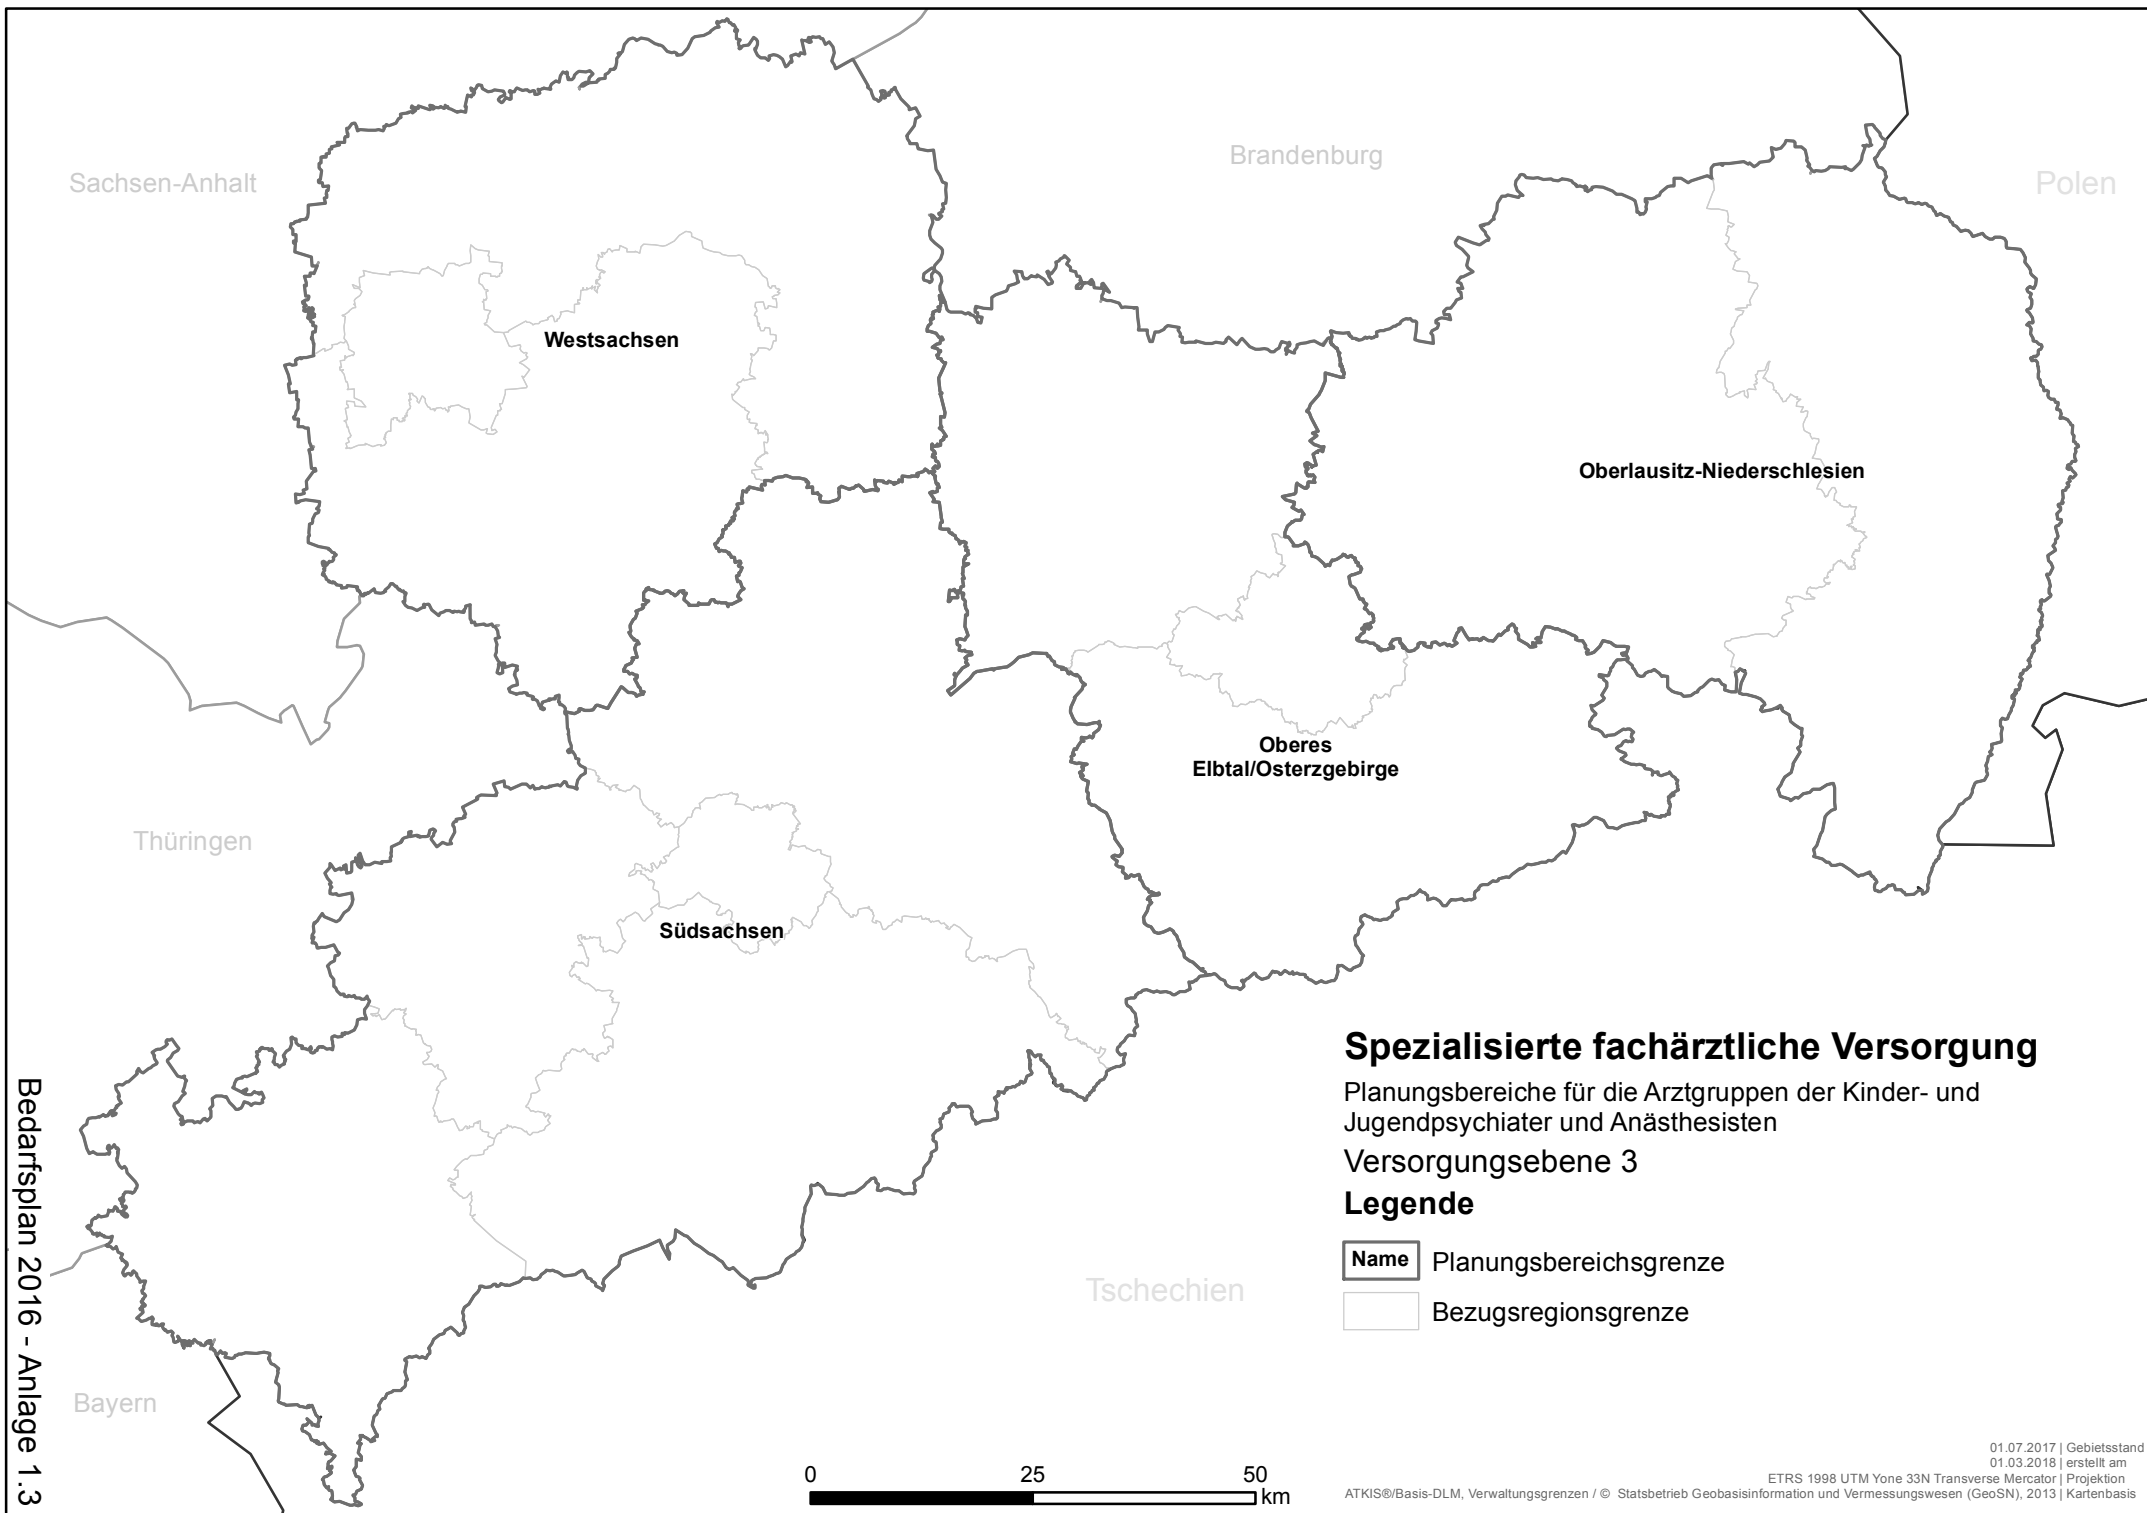 Sachsen-Anhalt
Brandenburg
Polen
Westsachsen
Oberlausitz-Niederschlesien
Oberes
Elbtal/Osterzgebirge
Thüringen
Südsachsen
Tschechien
Bayern
Spezialisierte fachärztliche Versorgung
Planungsbereiche für die Arztgruppen der Kinder- und
Jugendpsychiater und Anästhesisten
Versorgungsebene 3
Legende
Name Planungsbereichsgrenze
Bezugsregionsgrenze
0 25 50
km
01.07.2017 | Gebietsstand
01.03.2018 | erstellt am
ETRS 1998 UTM Yone 33N Transverse Mercator | Projektion
ATKIS®/Basis-DLM, Verwaltungsgrenzen / © Statsbetrieb Geobasisinformation und Vermessungswesen (GeoSN), 2013 | Kartenbasis
Bedarfsplan 2016 - Anlage 1.3